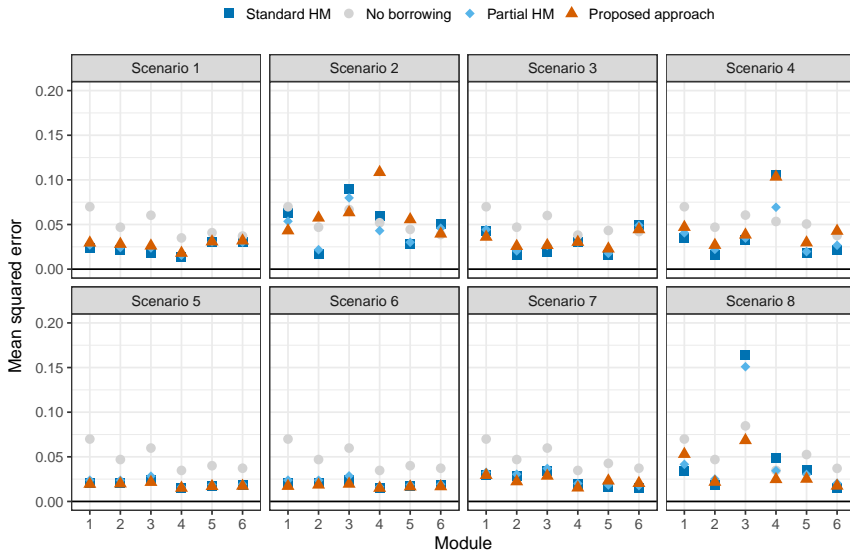 Standard HM No borrowing Partial HM Proposed approach
Scenario 1 Scenario 2 Scenario 3 Scenario 4
0.20
0.15
0.10
0.05
0.00
Scenario 5 Scenario 6 Scenario 7 Scenario 8
0.20
0.15
0.10
0.05
0.00
1 2 3 4 5 6 1 2 3 4 5 6 1 2 3 4 5 6 1 2 3 4 5 6
Module
Mean squared error